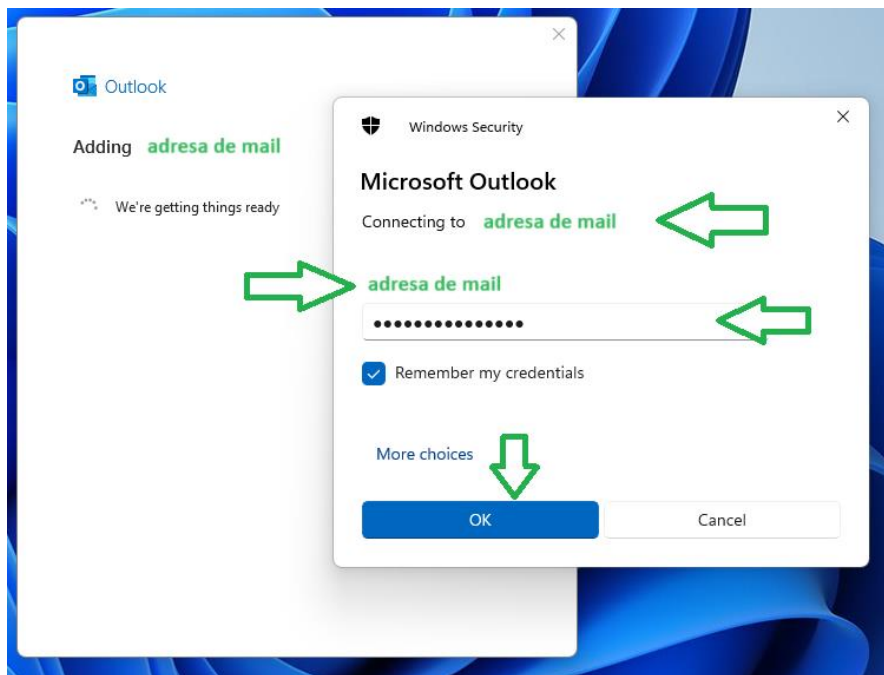 Outlook
Adding adresa de mail
We're getting things ready
Windows Security
Microsoft Outlook
Connecting to adresa de mail
adresa de mail
Remember my credentials
More choices
OK
Cancel